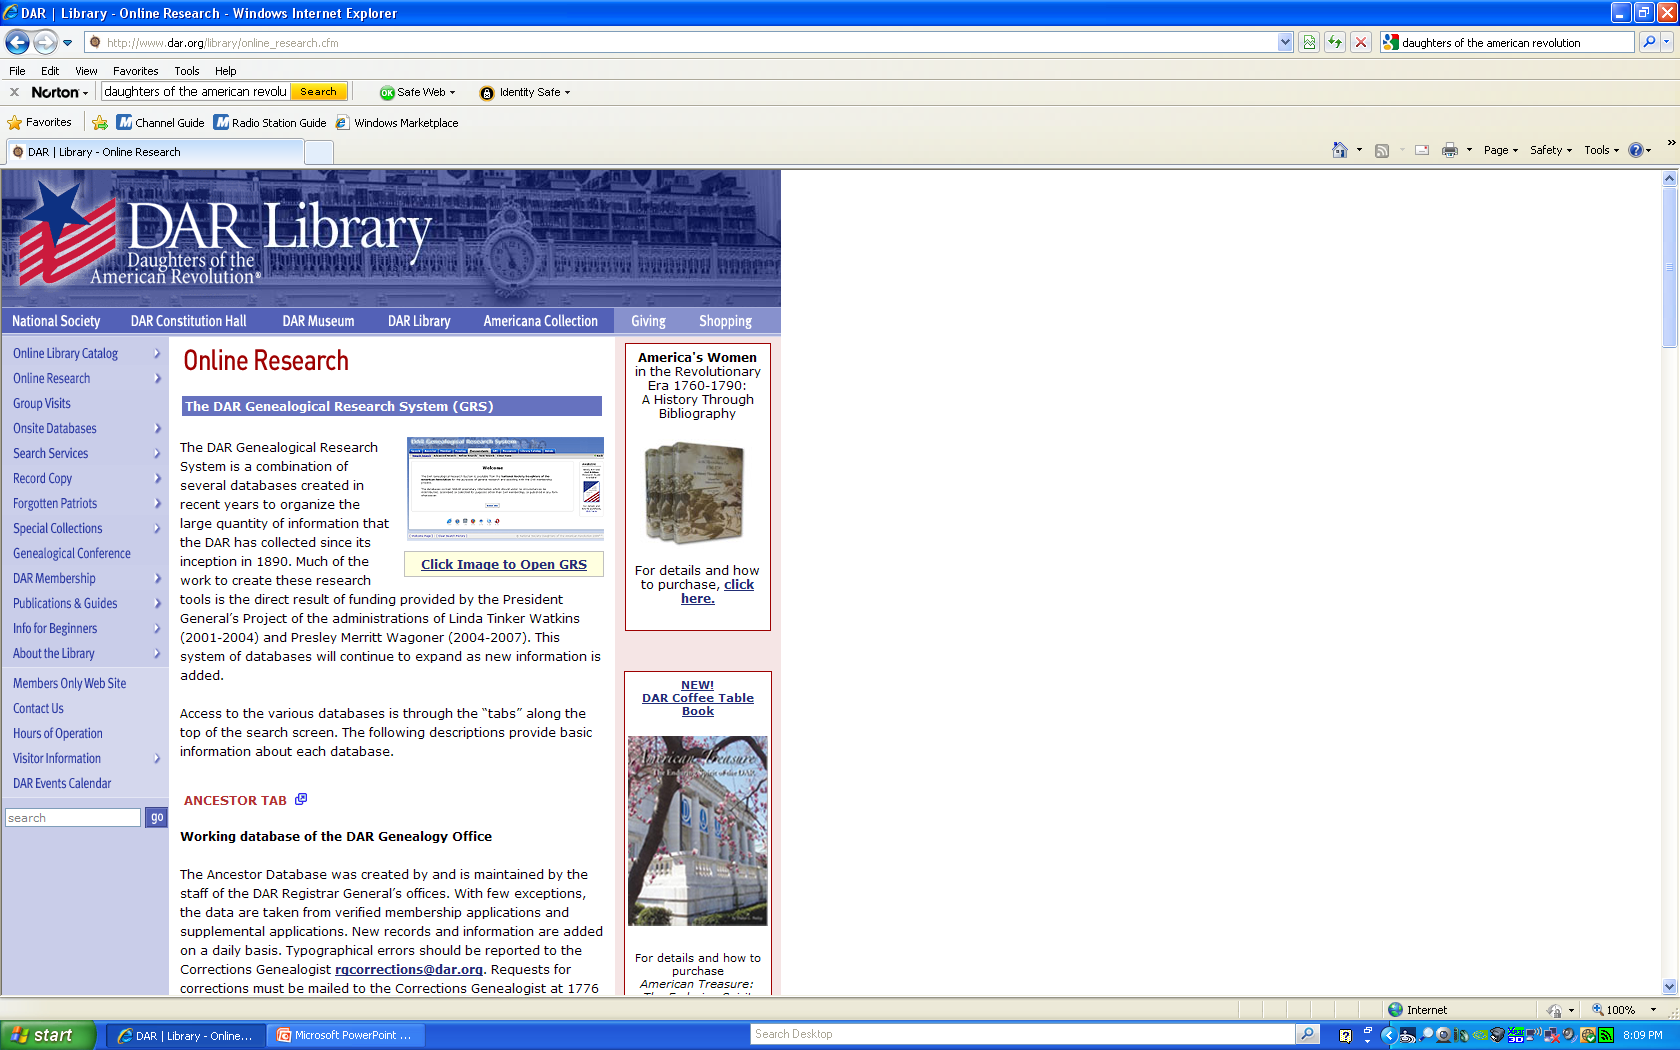 DAR | Library - Online Research - Windows Internet Explorer
http://www.dar.org/library/online_research.cfm
daughters of the american revolution
File Edit View Favorites Tools Help
Norton
daughters of the american revolu
Search
OK
Safe Web
Identity Safe
Favorites
Channel Guide
Radio Station Guide
Windows Marketplace
DAR | Library - Online Research
Page
Safety
Tools
DAR Library
Daughters of the
American Revolution®
National Society
DAR Constitution Hall
DAR Museum
DAR Library
Americana Collection
Giving
Shopping
Online Library Catalog
Online Research
Group Visits
Onsite Databases
Search Services
Record Copy
Forgotten Patriots
Special Collections
Genealogical Conference
DAR Membership
Publications & Guides
Info for Beginners
About the Library
Members Only Web Site
Contact Us
Hours of Operation
Visitor Information
DAR Events Calendar
search
go
Online Research
The DAR Genealogical Research System (GRS)
The DAR Genealogical Research
System is a combination of
several databases created in
recent years to organize the
large quantity of information that
the DAR has collected since its
inception in 1890. Much of the
work to create these research
tools is the direct result of funding provided by the President
General’s Project of the administrations of Linda Tinker Watkins
(2001-2004) and Presley Merritt Wagoner (2004-2007). This
system of databases will continue to expand as new information is
added.
DAR Genealogical Research System
Welcome
Click Image to Open GRS
Access to the various databases is through the “tabs” along the
top of the search screen. The following descriptions provide basic
information about each database.
ANCESTOR TAB
Working database of the DAR Genealogy Office
The Ancestor Database was created by and is maintained by the
staff of the DAR Registrar General’s offices. With few exceptions,
the data are taken from verified membership applications and
supplemental applications. New records and information are added
on a daily basis. Typographical errors should be reported to the
Corrections Genealogist rgcorrections@dar.org. Requests for
corrections must be mailed to the Corrections Genealogist at 1776
America's Women
in the Revolutionary
Era 1760-1790:
A History Through
Bibliography
For details and how
to purchase, click
here.
NEW!
DAR Coffee Table
Book
American Treasure
The Enduring Spirit of the DAR
For details and how to
purchase
American Treasure:
The Enduring Spirit
Internet
100%
start
DAR | Library - Online...
Microsoft PowerPoint ...
Search Desktop
8:09 PM